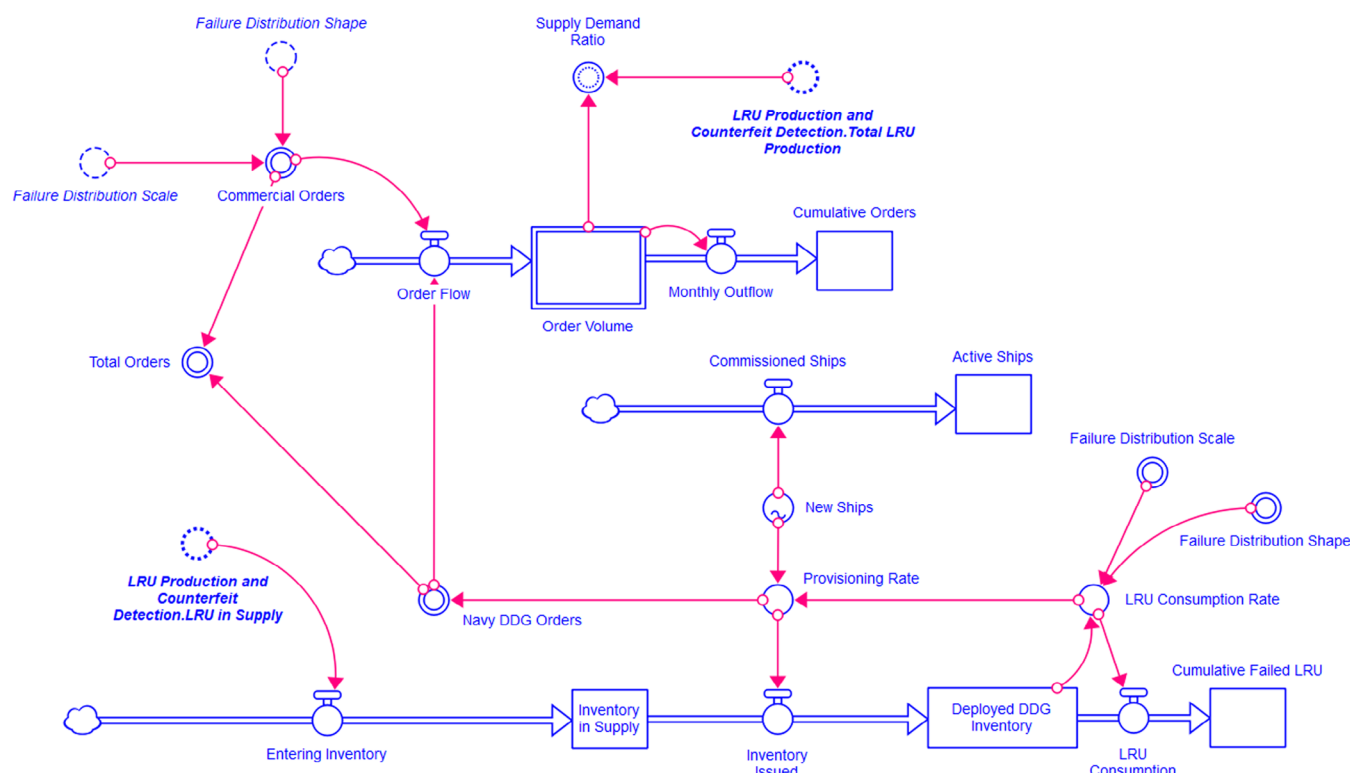 Failure Distribution Shape
Supply Demand
Ratio
LRU Production and
Counterfeit Detection.Total LRU
Production
Failure Distribution Scale
Commercial Orders
Cumulative Orders
Order Flow
Monthly Outflow
Order Volume
Total Orders
Commissioned Ships
Active Ships
Failure Distribution Scale
New Ships
Failure Distribution Shape
LRU Production and
Counterfeit
Detection.LRU in Supply
Provisioning Rate
LRU Consumption Rate
Navy DDG Orders
Cumulative Failed LRU
Inventory
in Supply
Deployed DDG
Inventory
Entering Inventory
Inventory
Issued
LRU
Consumption